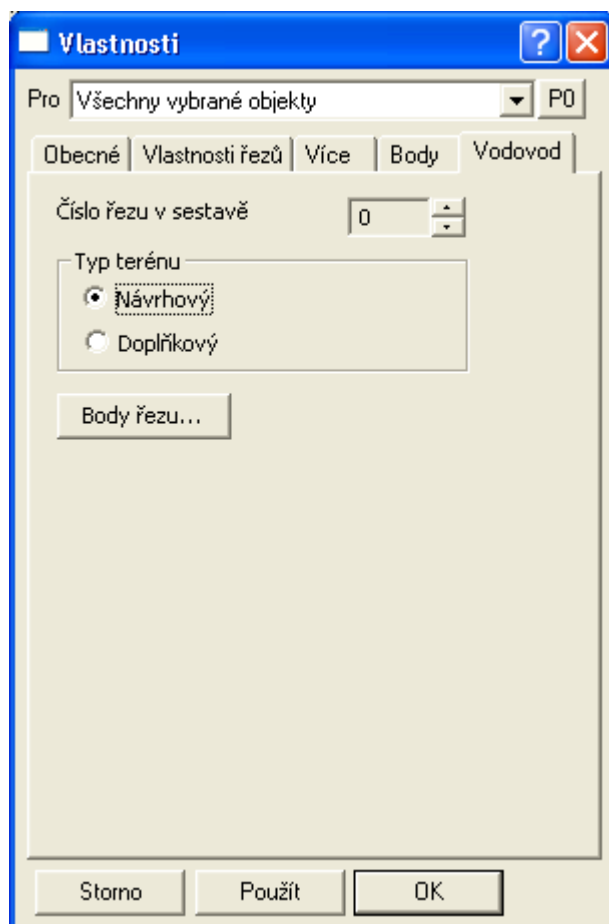 Vlastnosti
Pro Všechny vybrané objekty P0
Obecné Vlastnosti řezů Více Body Vodovod
Číslo řezu v sestavě 0
Typ terénu
Návrhový
Doplňkový
Body řezu...
Storno Použít OK